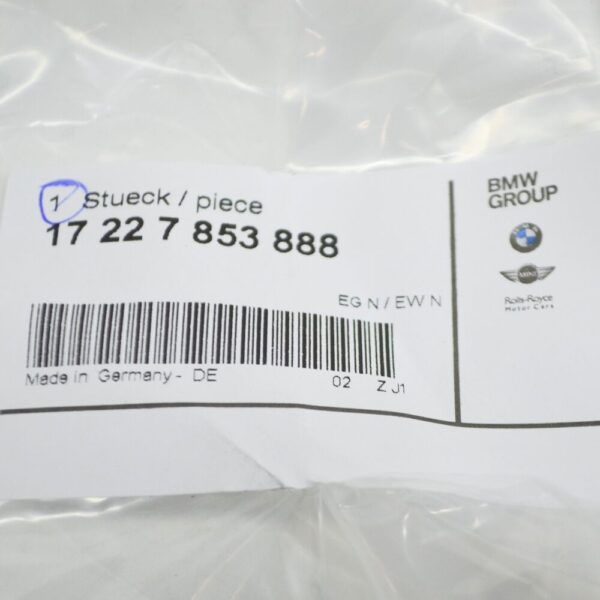 1 Stueck / piece
17 22 7 853 888
EG N / EW N
Made in Germany - DE 02 Z J1
BMW
GROUP
MINI
Rolls-Royce
Motor Cars